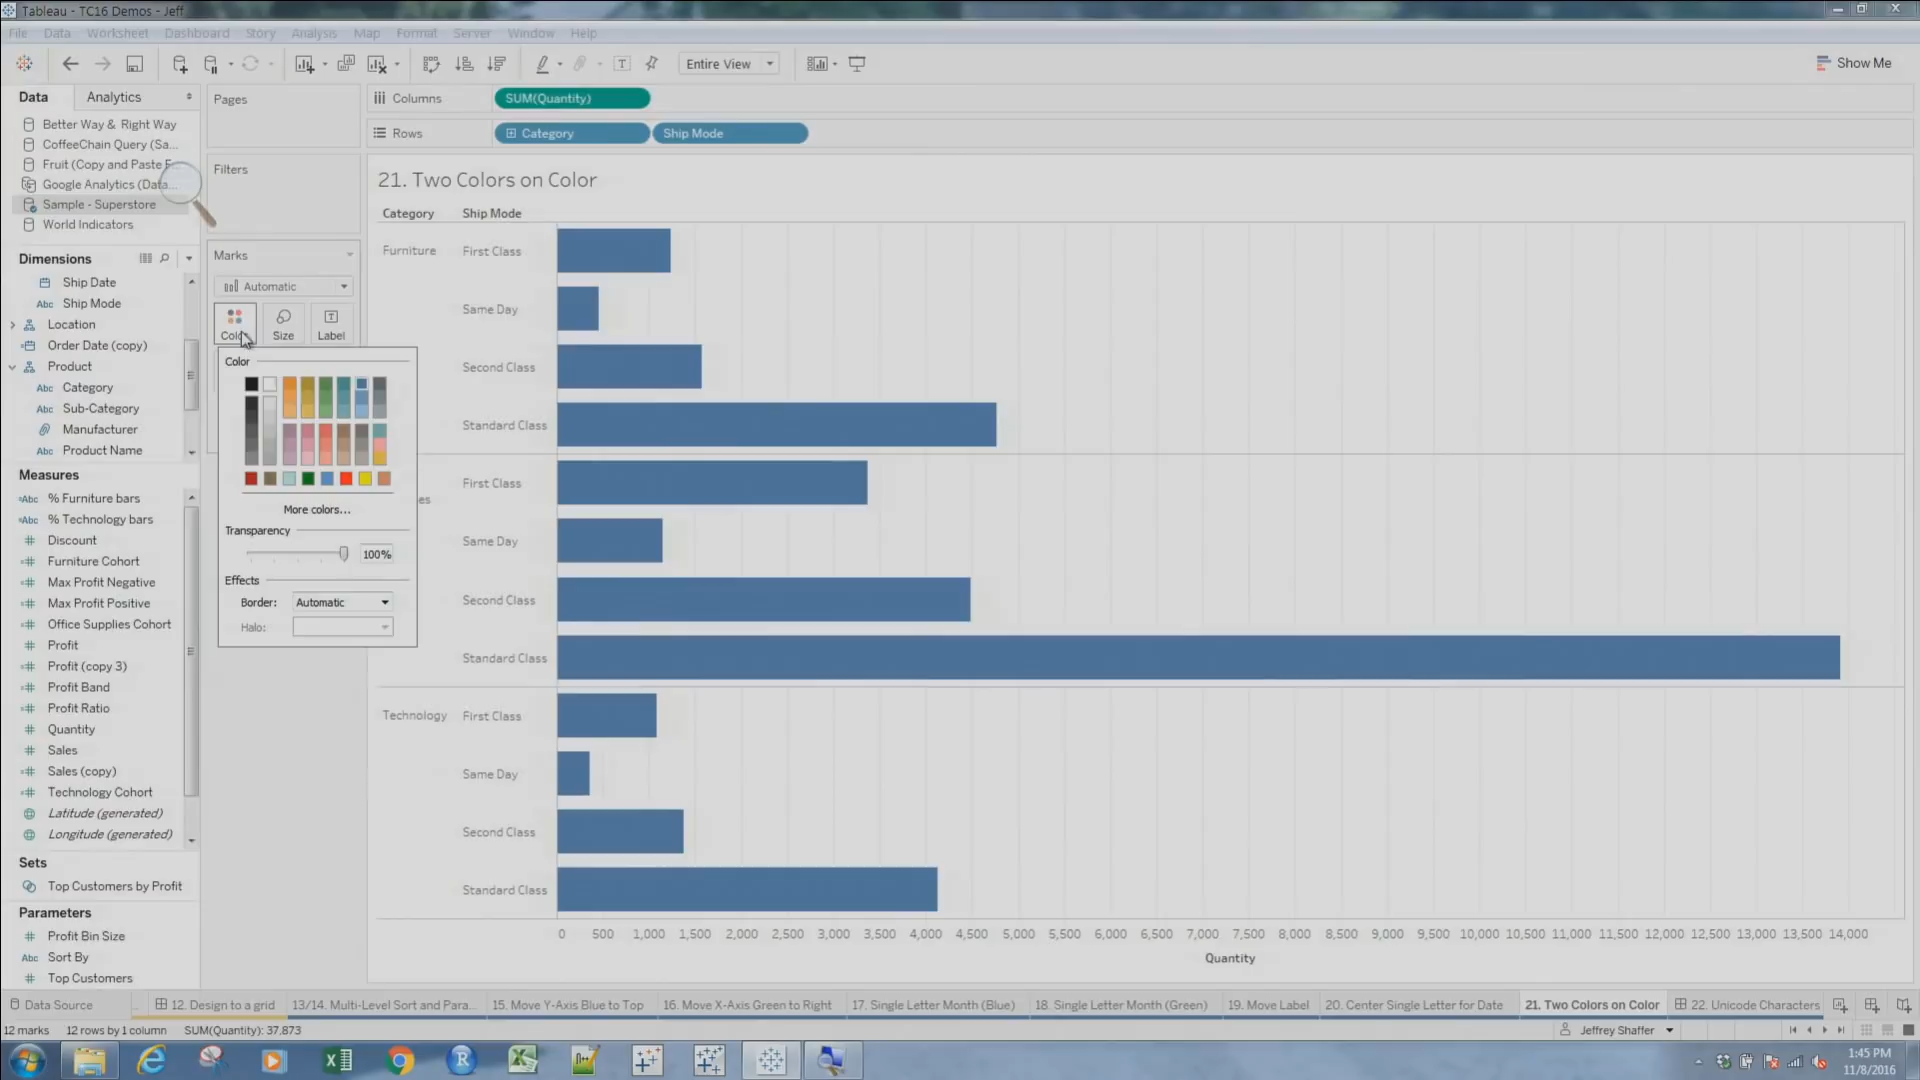 Tableau - TC16 Demos - Jeff
File Data Worksheet Dashboard Story Analysis Map Format Server Window Help
Entire View
Show Me
Data Analytics
Better Way & Right Way
CoffeeChain Query (Sa...
Fruit (Copy and Paste
Google Analytics (Data...
Sample - Superstore
World Indicators
Dimensions
Ship Date
Abc Ship Mode
Location
Order Date (copy)
Product
Abc Category
Abc Sub-Category
Manufacturer
Abc Product Name
Measures
=Abc % Furniture bars
=Abc % Technology bars
# Discount
=# Furniture Cohort
=# Max Profit Negative
=# Max Profit Positive
=# Office Supplies Cohort
# Profit
=# Profit (copy 3)
=# Profit Band
=# Profit Ratio
# Quantity
# Sales
=# Sales (copy)
=# Technology Cohort
Latitude (generated)
Longitude (generated)
Sets
Top Customers by Profit
Parameters
# Profit Bin Size
Abc Sort By
# Top Customers
Pages
Filters
Marks
Automatic
Color Size Label
Color
More colors...
Transparency
100%
Effects
Border: Automatic
Halo:
Columns SUM(Quantity)
Rows Category Ship Mode
21. Two Colors on Color
Category Ship Mode
Furniture First Class
Same Day
Second Class
Standard Class
es First Class
Same Day
Second Class
Standard Class
Technology First Class
Same Day
Second Class
Standard Class
0 500 1,000 1,500 2,000 2,500 3,000 3,500 4,000 4,500 5,000 5,500 6,000 6,500 7,000 7,500 8,000 8,500 9,000 9,500 10,000 10,500 11,000 11,500 12,000 12,500 13,000 13,500 14,000
Quantity
Data Source 12. Design to a grid 13/14. Multi-Level Sort and Para... 15. Move Y-Axis Blue to Top 16. Move X-Axis Green to Right 17. Single Letter Month (Blue) 18. Single Letter Month (Green) 19. Move Label 20. Center Single Letter for Date 21. Two Colors on Color 22. Unicode Characters
12 marks 12 rows by 1 column SUM(Quantity): 37,873
Jeffrey Shaffer
1:45 PM
11/8/2016